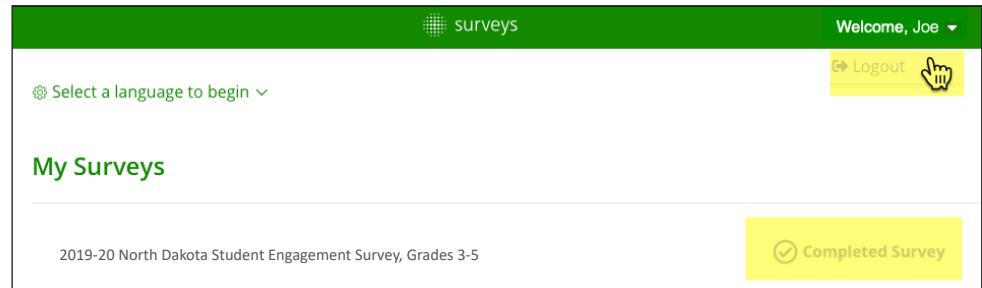 surveys
Welcome, Joe
Logout
Select a language to begin
My Surveys
2019-20 North Dakota Student Engagement Survey, Grades 3-5
Completed Survey